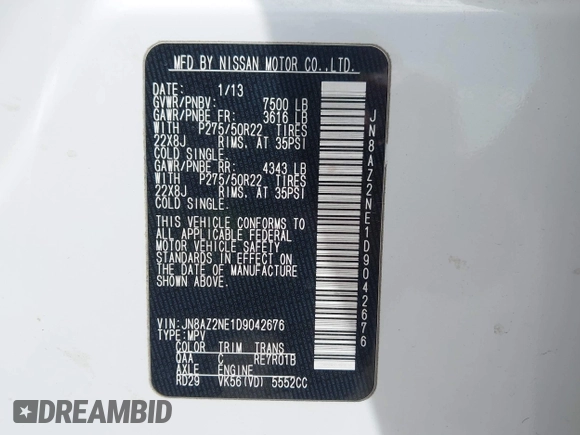 MFD BY NISSAN MOTOR CO.,LTD.
DATE: 1/13
GVWR/PNBV: 7500 LB
GAWR/PNBE FR: 3616 LB
WITH P275/50R22 TIRES
22X8J RIMS, AT 35PSI
COLD SINGLE.
GAWR/PNBE RR: 4343 LB
WITH P275/50R22 TIRES
22X8J RIMS, AT 35PSI
COLD SINGLE.
THIS VEHICLE CONFORMS TO
ALL APPLICABLE FEDERAL
MOTOR VEHICLE SAFETY
STANDARDS IN EFFECT ON
THE DATE OF MANUFACTURE
SHOWN ABOVE.
VIN:JN8AZ2NE1D9042676
TYPE:MPV
COLOR TRIM TRANS
QAA C RE7R01B
AXLE ENGINE
RD29 VK56(VD) 5552CC
JN8AZ2NE1D9042676
DREAMBID